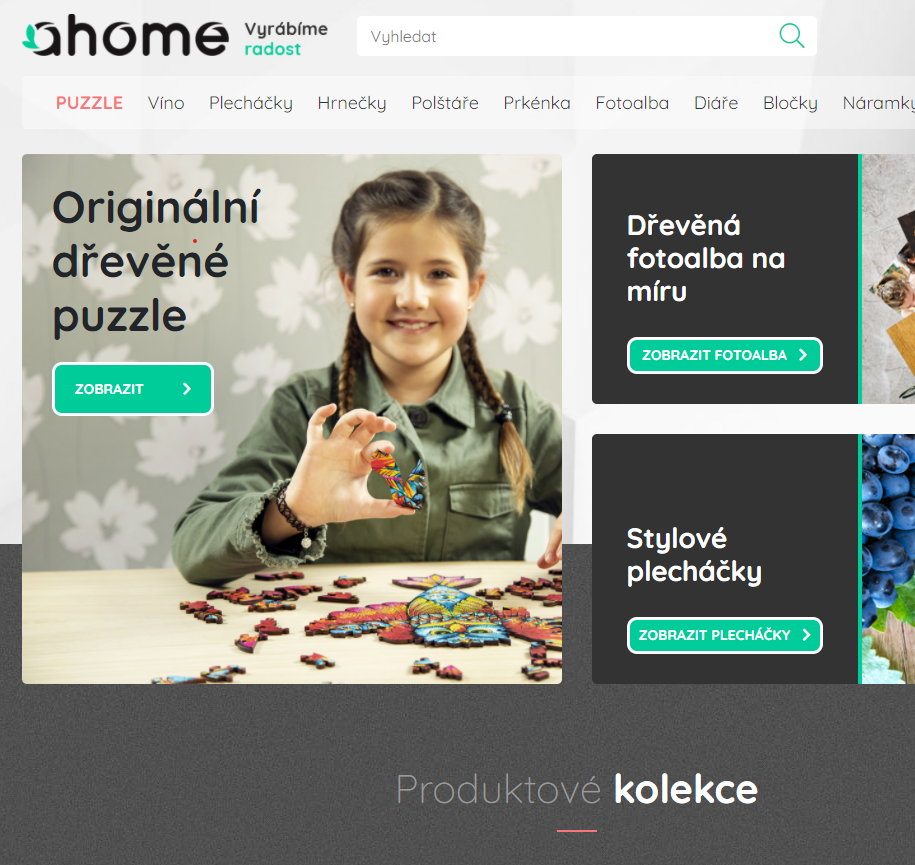 ahome
Vyrábíme
radost
Vyhledat
PUZZLE Víno Plecháčky Hrnečky Polštáře Prkénka Fotoalba Diáře Bločky Náramky
Originální
dřevěné
puzzle
ZOBRAZIT
Dřevěná
fotoalba na
míru
ZOBRAZIT FOTOALBA
Stylové
plecháčky
ZOBRAZIT PLECHÁČKY
Produktové kolekce